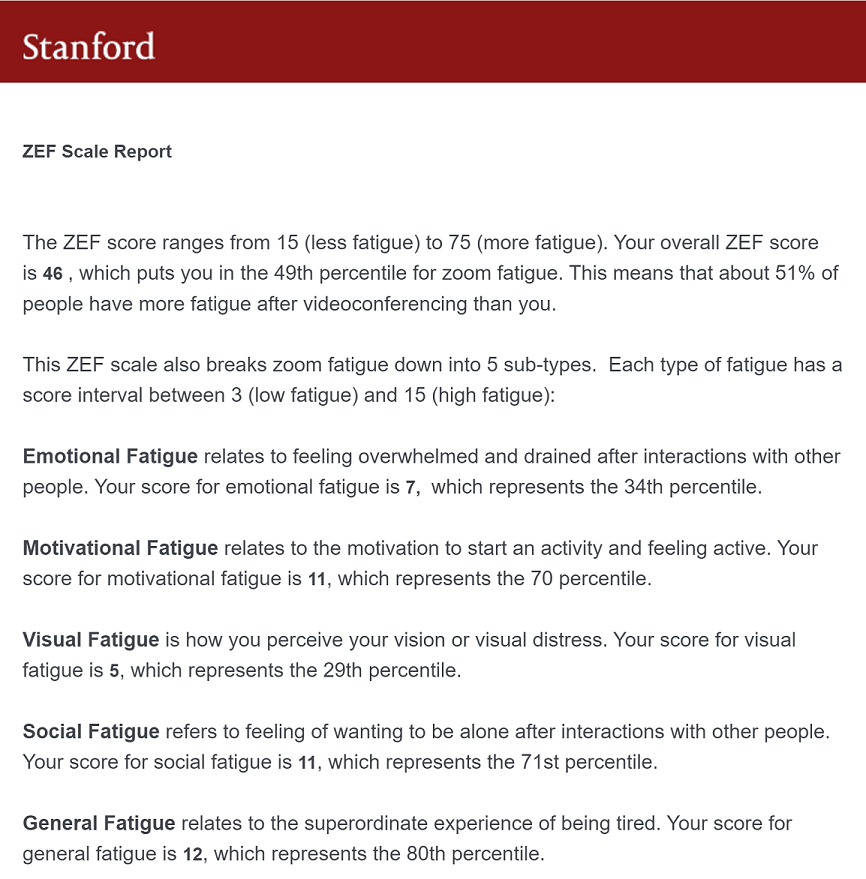 Stanford
ZEF Scale Report
The ZEF score ranges from 15 (less fatigue) to 75 (more fatigue). Your overall ZEF score
is 46 , which puts you in the 49th percentile for zoom fatigue. This means that about 51% of
people have more fatigue after videoconferencing than you.
This ZEF scale also breaks zoom fatigue down into 5 sub-types.  Each type of fatigue has a
score interval between 3 (low fatigue) and 15 (high fatigue):
Emotional Fatigue relates to feeling overwhelmed and drained after interactions with other
people. Your score for emotional fatigue is 7,  which represents the 34th percentile.
Motivational Fatigue relates to the motivation to start an activity and feeling active. Your
score for motivational fatigue is 11, which represents the 70 percentile.
Visual Fatigue is how you perceive your vision or visual distress. Your score for visual
fatigue is 5, which represents the 29th percentile.
Social Fatigue refers to feeling of wanting to be alone after interactions with other people.
Your score for social fatigue is 11, which represents the 71st percentile.
General Fatigue relates to the superordinate experience of being tired. Your score for
general fatigue is 12, which represents the 80th percentile.